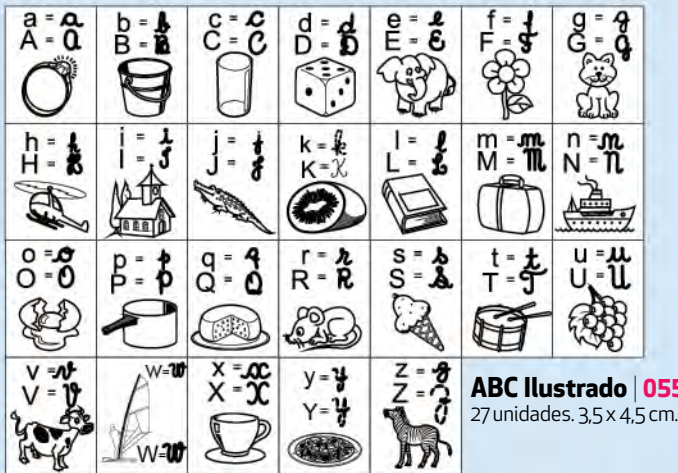 a = a
A = A
b = b
B = B
c = c
C = C
d = d
D = D
e = e
E = E
f = f
F = F
g = g
G = G
h = h
H = H
i = i
I = I
j = j
J = J
k = k
K = K
l = l
L = L
m = m
M = M
n = n
N = N
o = o
O = O
p = p
P = P
q = q
Q = Q
r = r
R = R
s = s
S = S
t = t
T = T
u = u
U = U
v = v
V = V
W=W
W=W
x = x
X = X
y = y
Y = y
z = z
Z = Z
ABC Ilustrado | 055
27 unidades. 3,5 x 4,5 cm.